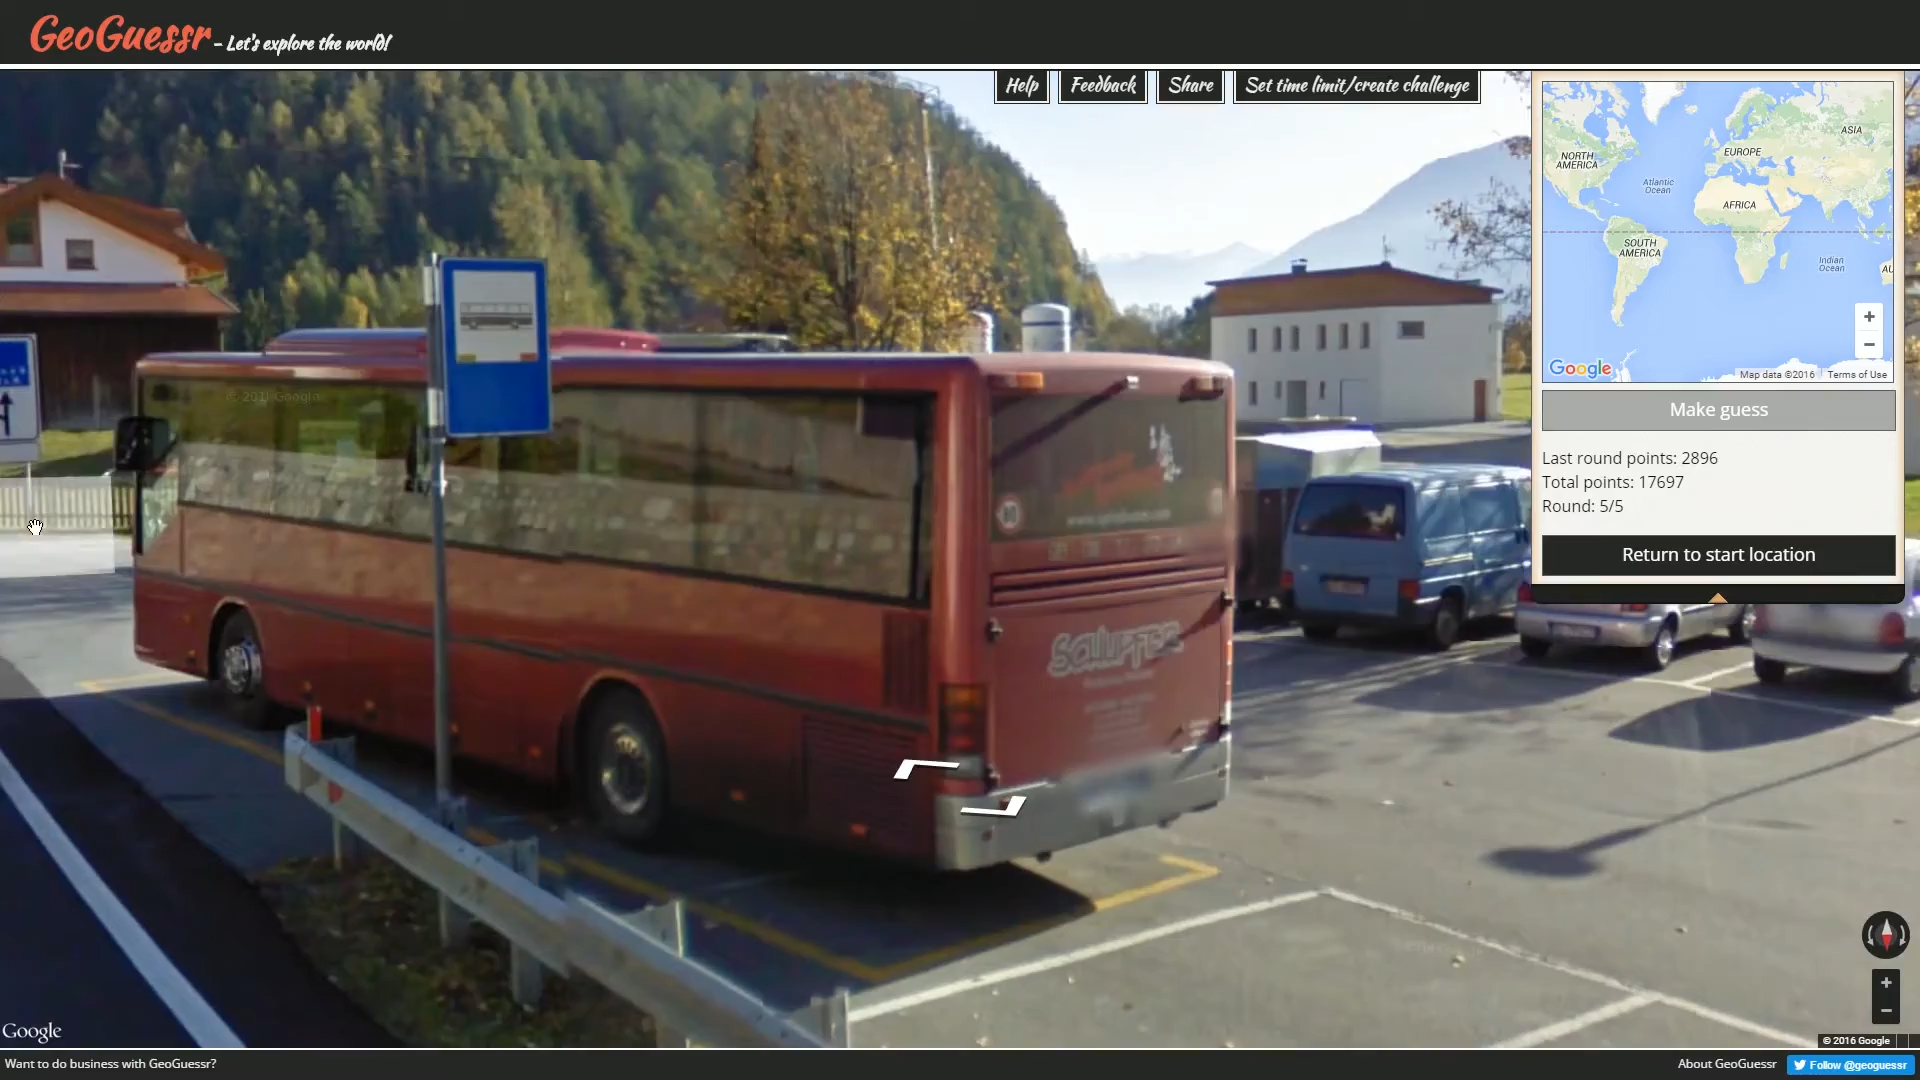 GeoGuessr - Let's explore the world!
Help
Feedback
Share
Set time limit/create challenge
NORTH AMERICA
EUROPE
ASIA
Atlantic Ocean
AFRICA
SOUTH AMERICA
Indian Ocean
AU
+
−
Google
Map data ©2016
Terms of Use
Make guess
Last round points: 2896
Total points: 17697
Round: 5/5
Return to start location
+
−
Google
© 2016 Google
Want to do business with GeoGuessr?
About GeoGuessr
Follow @geoguessr